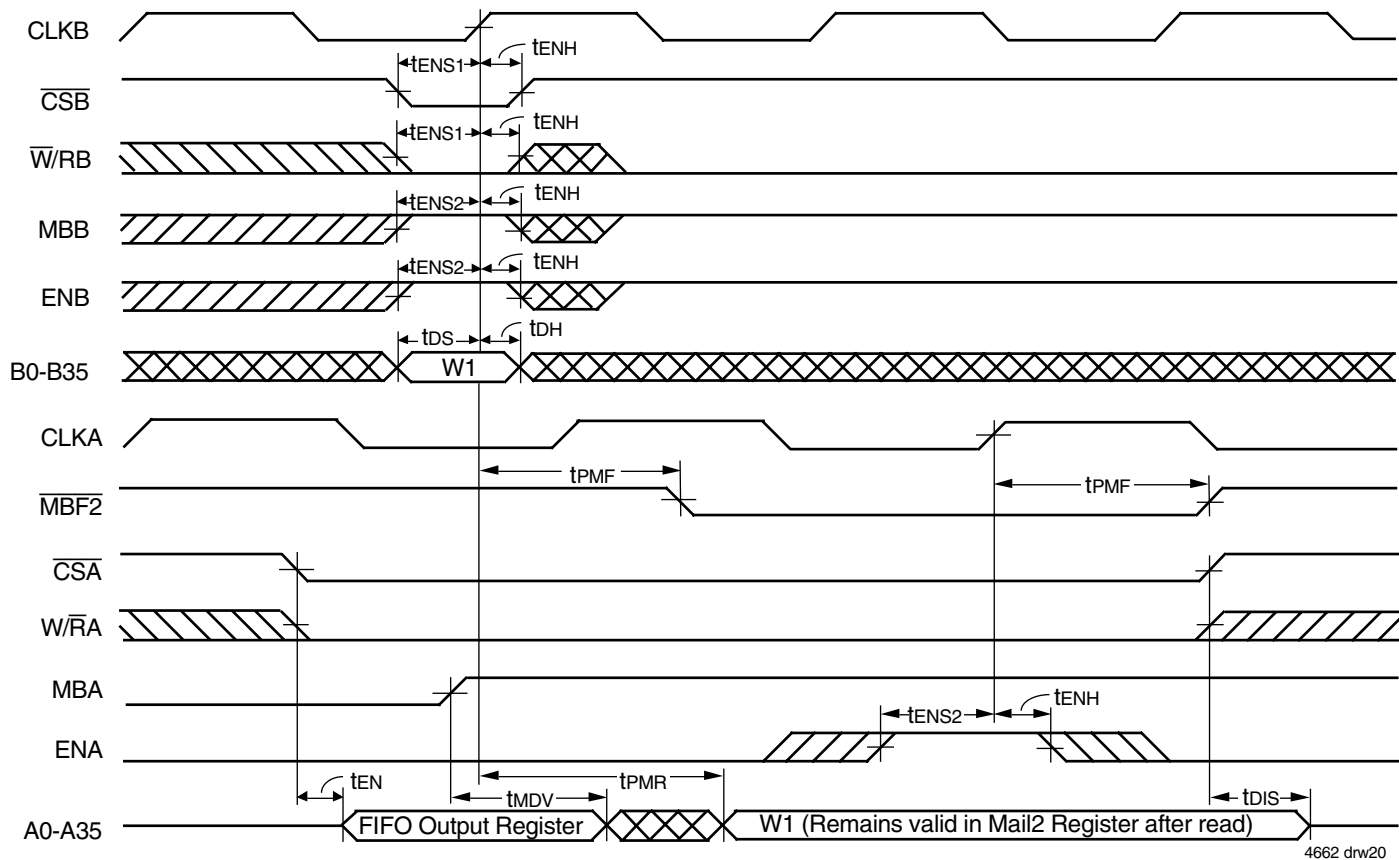 CLKB
tENS1
tENH
CSB
tENS1
tENH
W/RB
tENS2
tENH
MBB
tENS2
tENH
ENB
tDS
tDH
B0-B35
W1
CLKA
tPMF
tPMF
MBF2
CSA
W/RA
MBA
tENS2
tENH
ENA
tEN
tPMR
tMDV
tDIS
A0-A35
FIFO Output Register
W1 (Remains valid in Mail2 Register after read)
4662 drw20